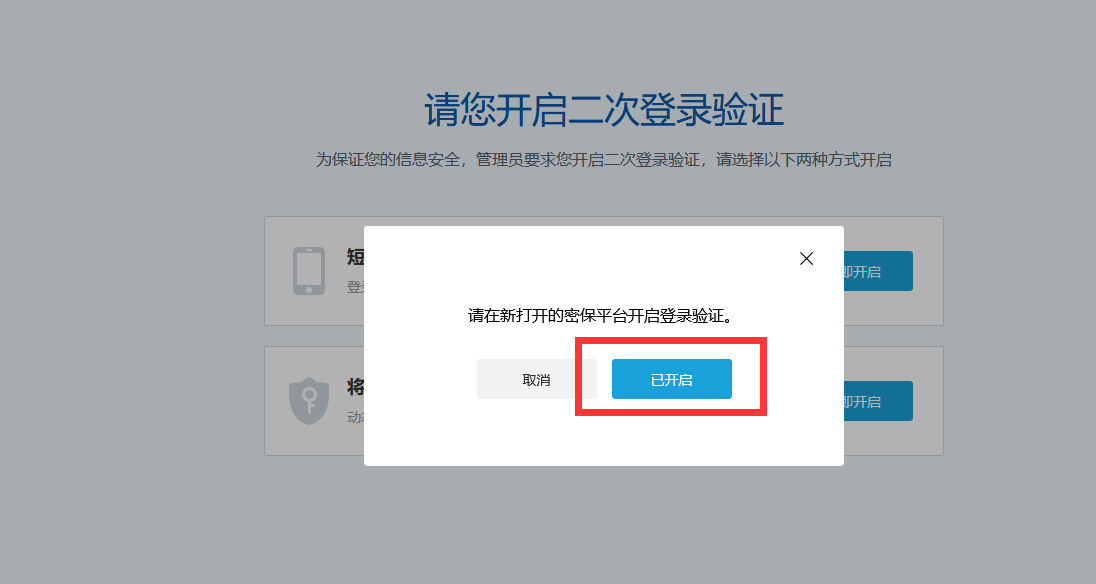 请您开启二次登录验证
为保证您的信息安全，管理员要求您开启二次登录验证，请选择以下两种方式开启
短
登录
即开启
请在新打开的密保平台开启登录验证。
取消
已开启
将
动态
即开启